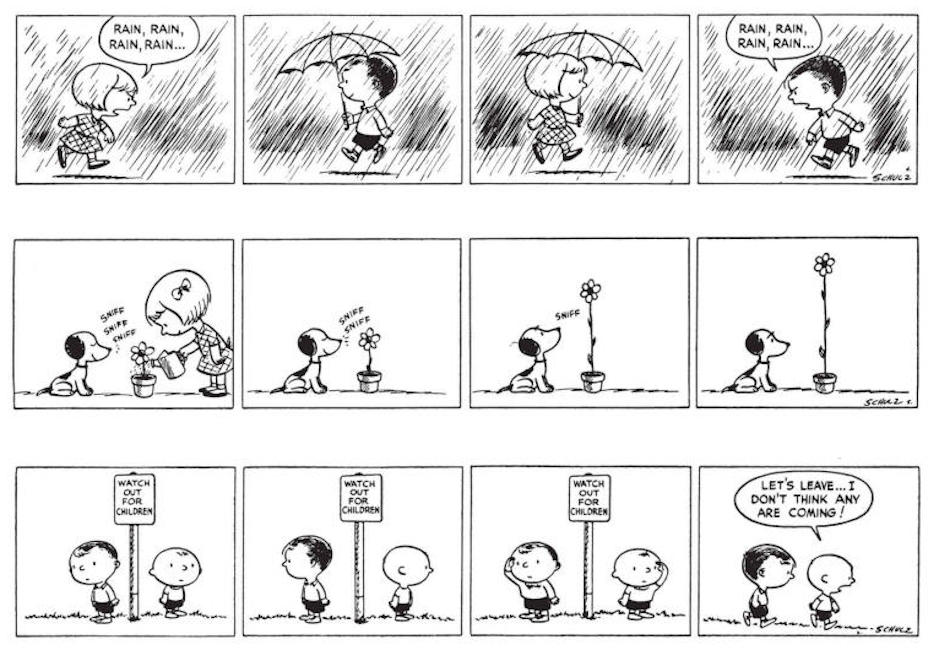 RAIN, RAIN,
RAIN, RAIN...
RAIN, RAIN,
RAIN, RAIN...
SCHULZ
SNIFF
SNIFF
SNIFF
SNIFF
SNIFF
SNIFF
SCHULZ
WATCH
OUT
FOR
CHILDREN
WATCH
OUT
FOR
CHILDREN
WATCH
OUT
FOR
CHILDREN
LET'S LEAVE...I
DON'T THINK ANY
ARE COMING!
SCHULZ